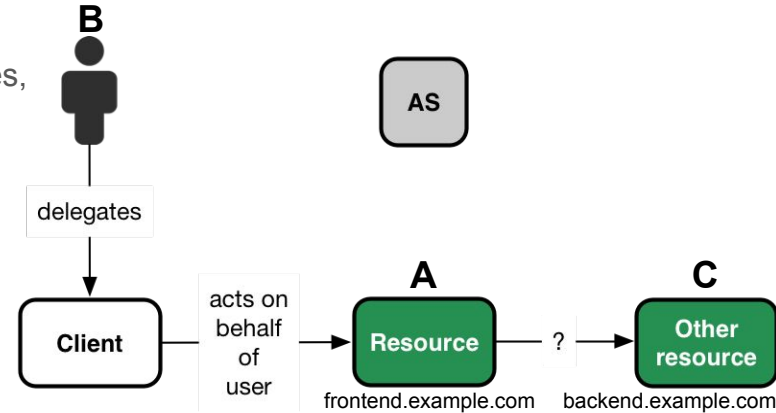 B
es,
AS
delegates
Client
acts on
behalf
of
user
A
Resource
frontend.example.com
?
C
Other
resource
backend.example.com